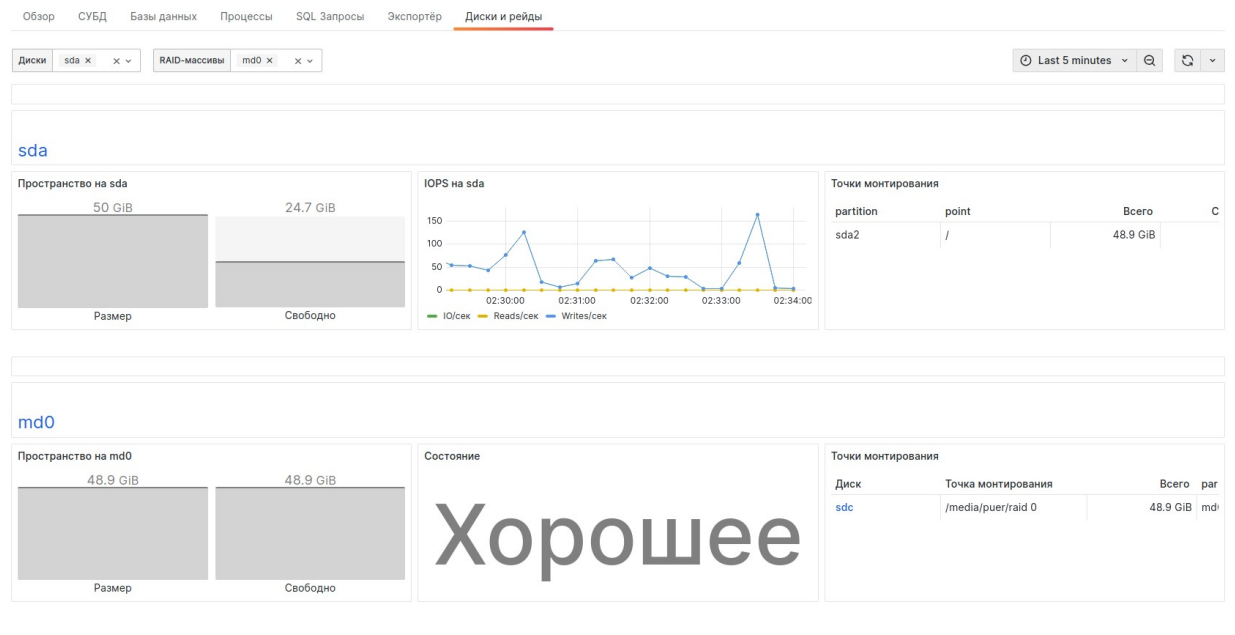 Обзор СУБД Базы данных Процессы SQL Запросы Экспортёр Диски и рейды
Диски sda × × RAID-массивы md0 × × Last 5 minutes
sda
Пространство на sda
50 GiB 24.7 GiB
Размер Свободно
IOPS на sda
150
100
50
0
02:30:00 02:31:00 02:32:00 02:33:00 02:34:00
IO/сек Reads/сек Writes/сек
Точки монтирования
partition point Всего С
sda2 / 48.9 GiB
md0
Пространство на md0
48.9 GiB 48.9 GiB
Размер Свободно
Состояние
Хорошее
Точки монтирования
Диск Точка монтирования Всего par
sdc /media/puer/raid 0 48.9 GiB